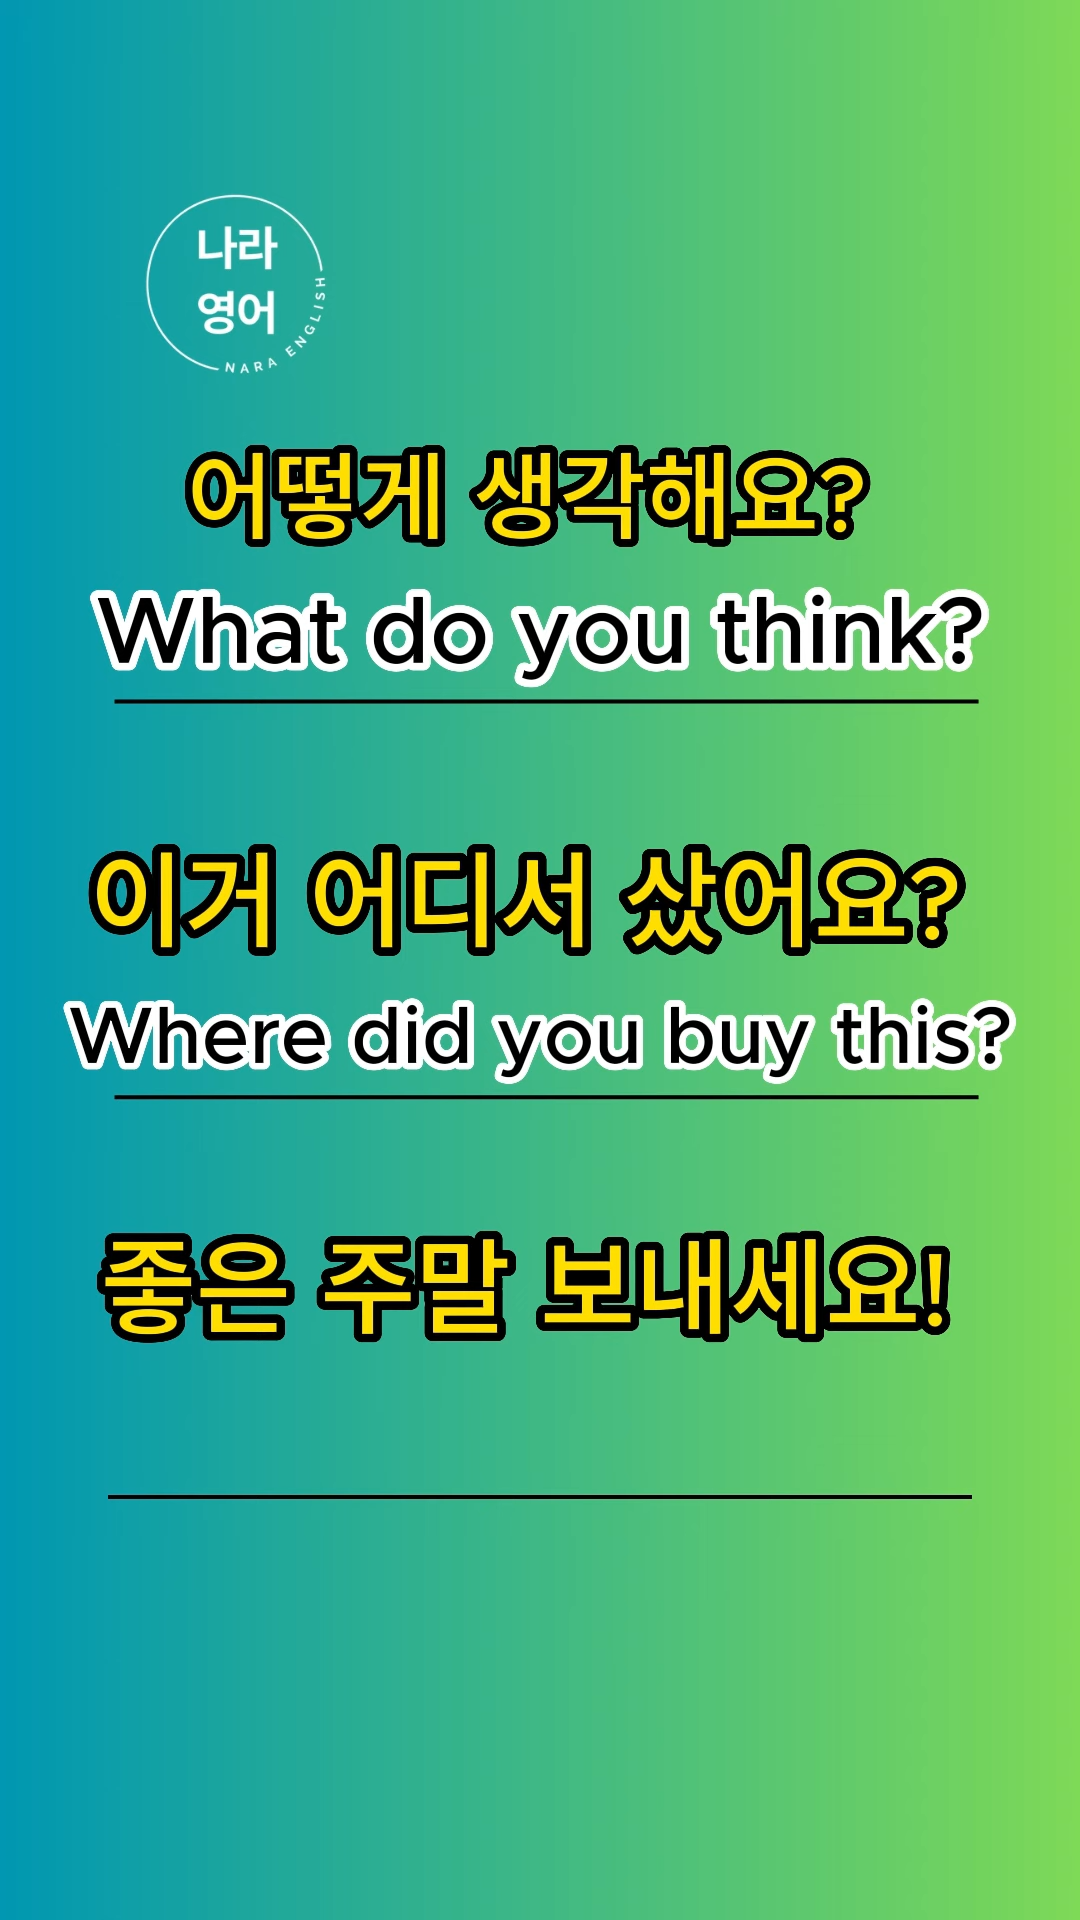 나라
영어
NARA ENGLISH
어떻게 생각해요?
What do you think?
이거 어디서 샀어요?
Where did you buy this?
좋은 주말 보내세요!